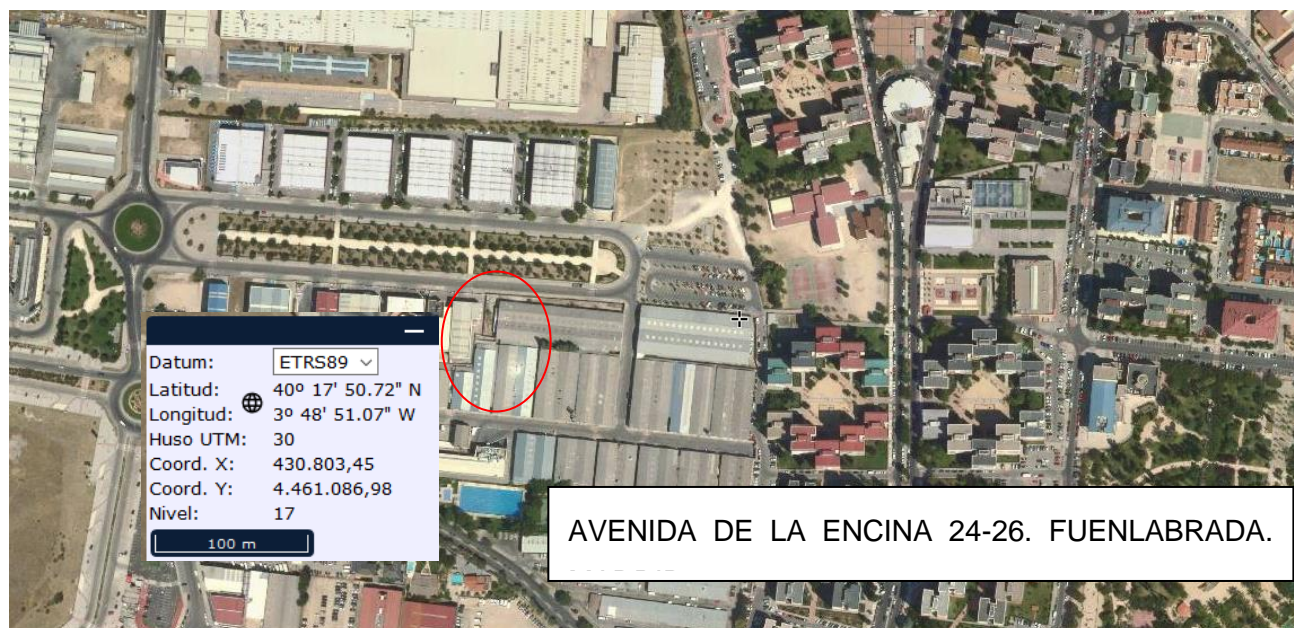 Datum: ETRS89
Latitud: 40º 17' 50.72" N
Longitud: 3º 48' 51.07" W
Huso UTM: 30
Coord. X: 430.803,45
Coord. Y: 4.461.086,98
Nivel: 17
100 m
AVENIDA DE LA ENCINA 24-26. FUENLABRADA.